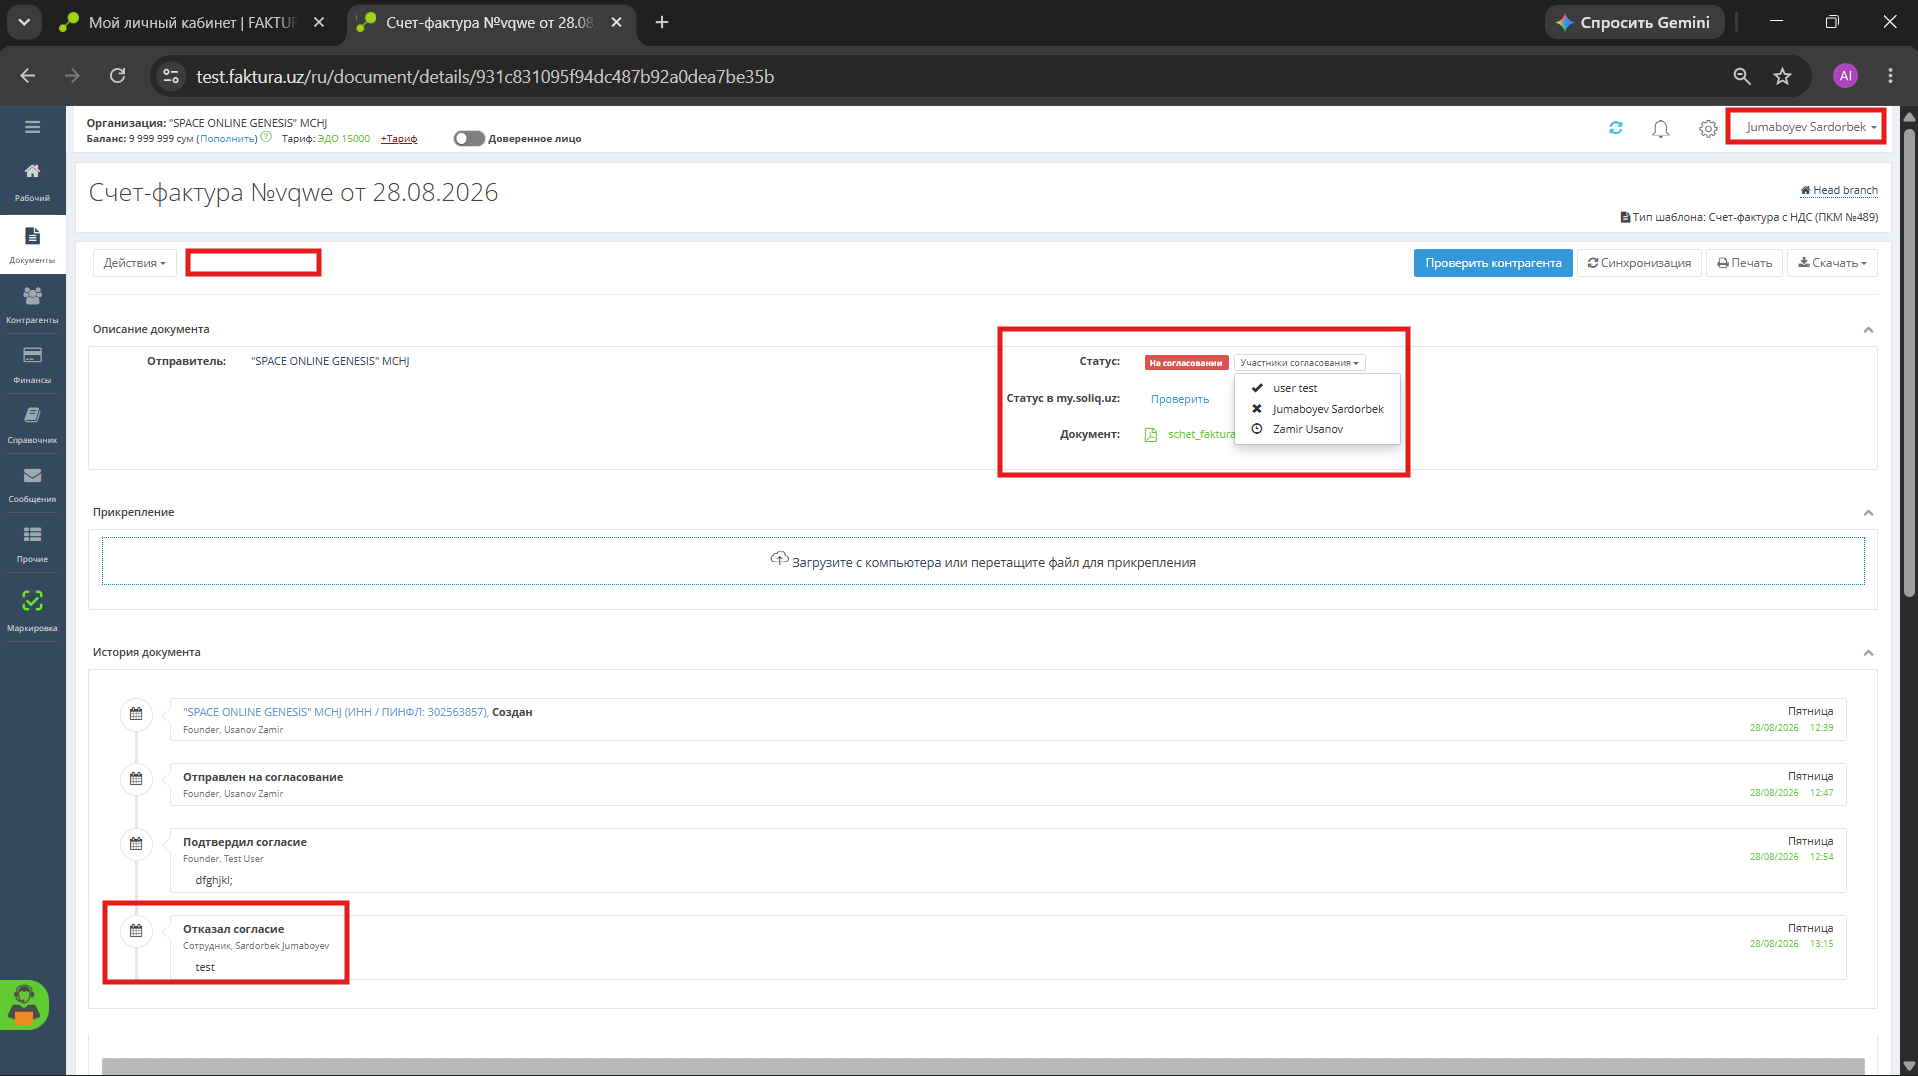 Мой личный кабинет | FAKTUR
Счет-фактура №vqwe от 28.08
Спросить Gemini
test.faktura.uz/ru/document/details/931c831095f94dc487b92a0dea7be35b
AI
Организация: "SPACE ONLINE GENESIS" MCHJ
Баланс: 9 999 999 сум (Пополнить) ? Тариф: ЭДО 15000 +Тариф
Доверенное лицо
Jumaboyev Sardorbek
Рабочий
Документы
Контрагенты
Финансы
Справочник
Сообщения
Прочие
Маркировка
Счет-фактура №vqwe от 28.08.2026
Head branch
Тип шаблона: Счет-фактура с НДС (ПКМ №489)
Действия
Проверить контрагента
Синхронизация
Печать
Скачать
Описание документа
Отправитель: "SPACE ONLINE GENESIS" MCHJ
Статус: На согласовании Участники согласования
user test
Jumaboyev Sardorbek
Zamir Usanov
Статус в my.soliq.uz: Проверить
Документ: schet_faktura
Прикрепление
Загрузите с компьютера или перетащите файл для прикрепления
История документа
"SPACE ONLINE GENESIS" MCHJ (ИНН / ПИНФЛ: 302563857), Создан
Founder, Usanov Zamir
Пятница
28/08/2026 12:39
Отправлен на согласование
Founder, Usanov Zamir
Пятница
28/08/2026 12:47
Подтвердил согласие
Founder, Test User
dfghjkl;
Пятница
28/08/2026 12:54
Отказал согласие
Сотрудник, Sardorbek Jumaboyev
test
Пятница
28/08/2026 13:15